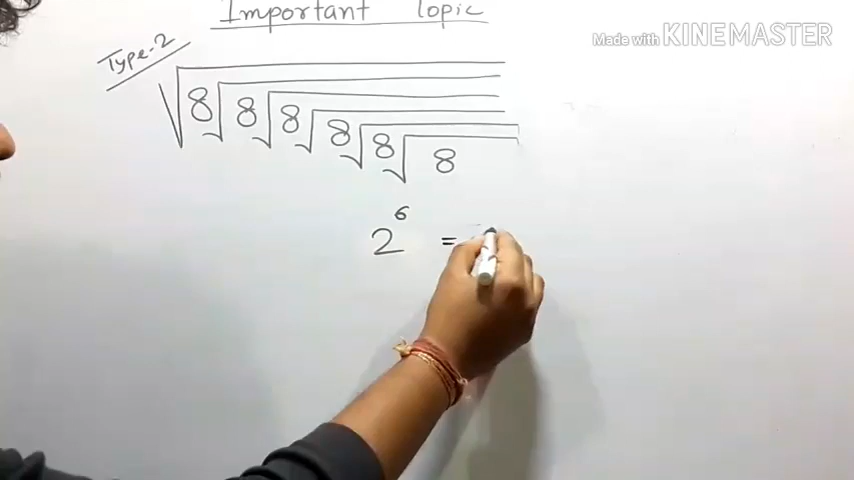 Important Topic
Made with KINEMASTER
Type-2
√8√8√8√8√8√8
2⁶ =